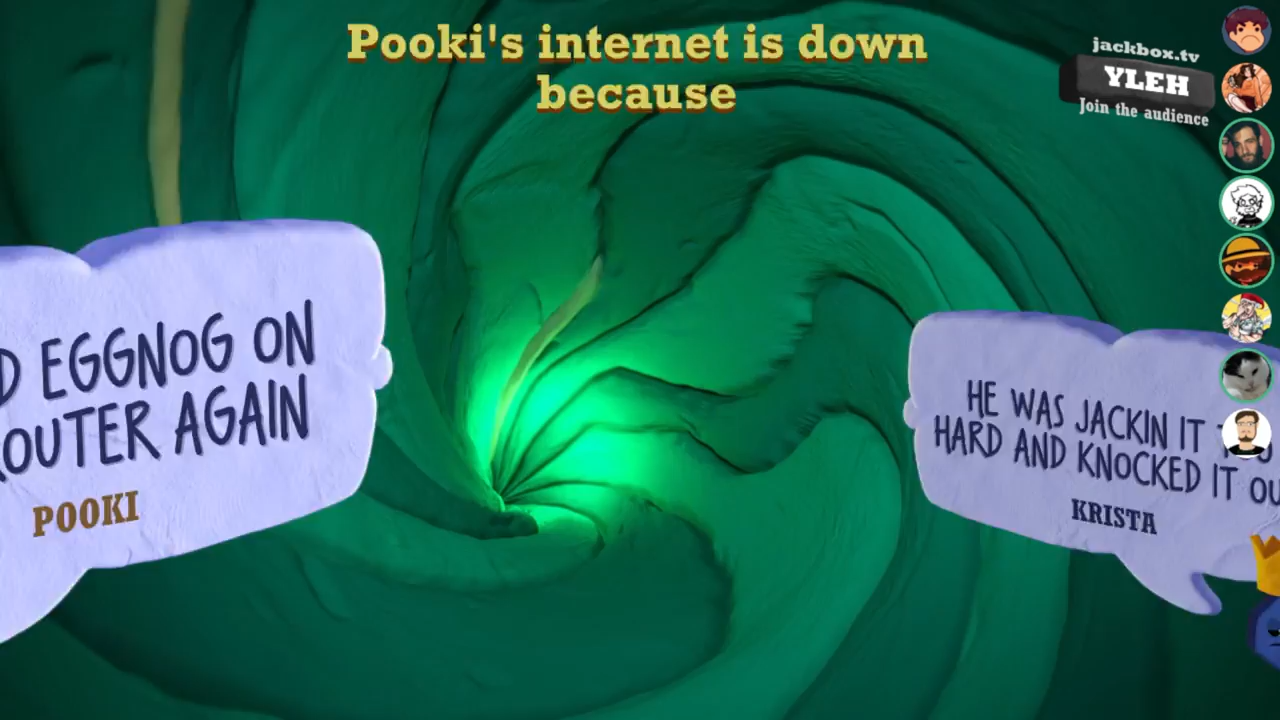 Pooki's internet is down
because
jackbox.tv
YLEH
Join the audience
EGGNOG ON
AGAIN
POOKI
HE WAS JACKIN IT
HARD AND KNOCKED IT
KRISTA